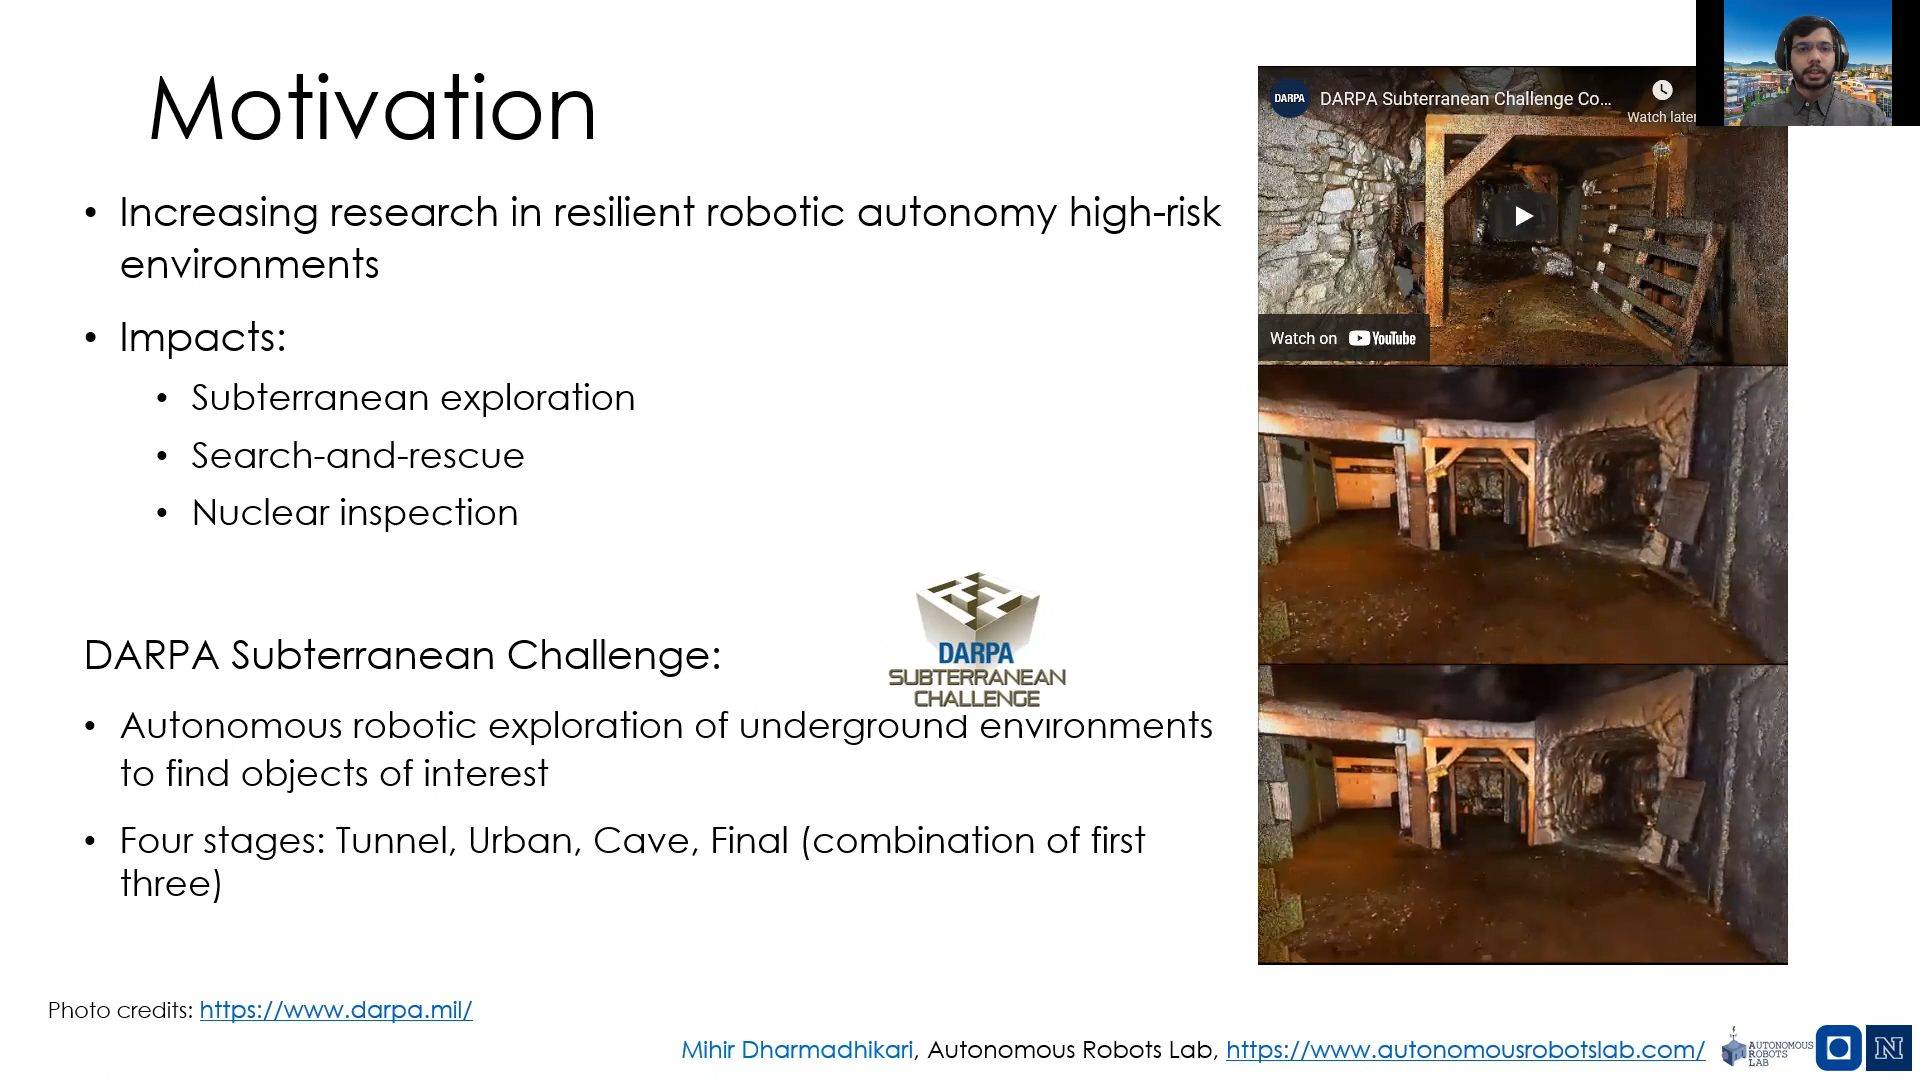 Motivation
• Increasing research in resilient robotic autonomy high-risk
environments
• Impacts:
• Subterranean exploration
• Search-and-rescue
• Nuclear inspection
DARPA Subterranean Challenge:
DARPA
SUBTERRANEAN
CHALLENGE
• Autonomous robotic exploration of underground environments
to find objects of interest
• Four stages: Tunnel, Urban, Cave, Final (combination of first
three)
DARPA
DARPA Subterranean Challenge Co...
Watch later
Watch on YouTube
Photo credits: https://www.darpa.mil/
Mihir Dharmadhikari, Autonomous Robots Lab, https://www.autonomousrobotslab.com/
AUTONOMOUS
ROBOTS
LAB
N